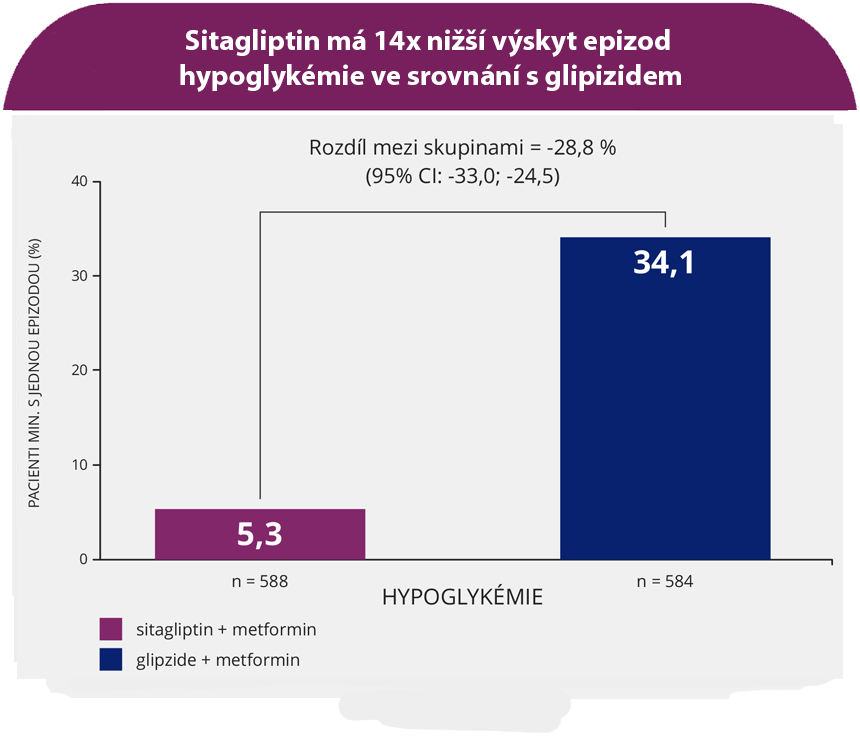 Sitagliptin má 14x nižší výskyt epizod
hypoglykémie ve srovnání s glipizidem
Rozdíl mezi skupinami = -28,8 %
(95% CI: -33,0; -24,5)
PACIENTI MIN. S JEDNOU EPIZODOU (%)
40
30
20
10
0
34,1
5,3
n = 588
n = 584
HYPOGLYKÉMIE
sitagliptin + metformin
glipzide + metformin